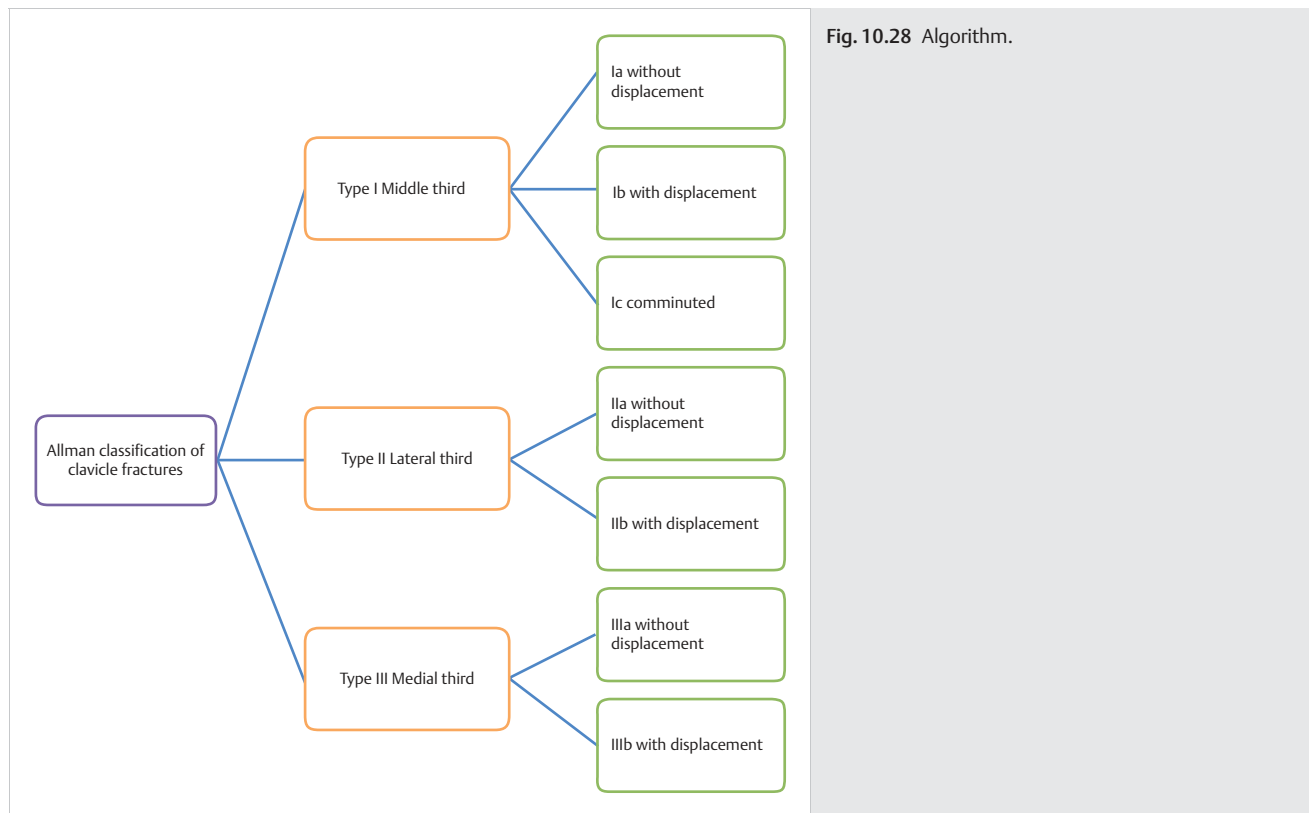 Fig. 10.28 Algorithm.
Allman classification of
clavicle fractures
Type I Middle third
Ia without
displacement
Ib with displacement
Ic comminuted
Type II Lateral third
IIa without
displacement
IIb with displacement
Type III Medial third
IIIa without
displacement
IIIb with displacement